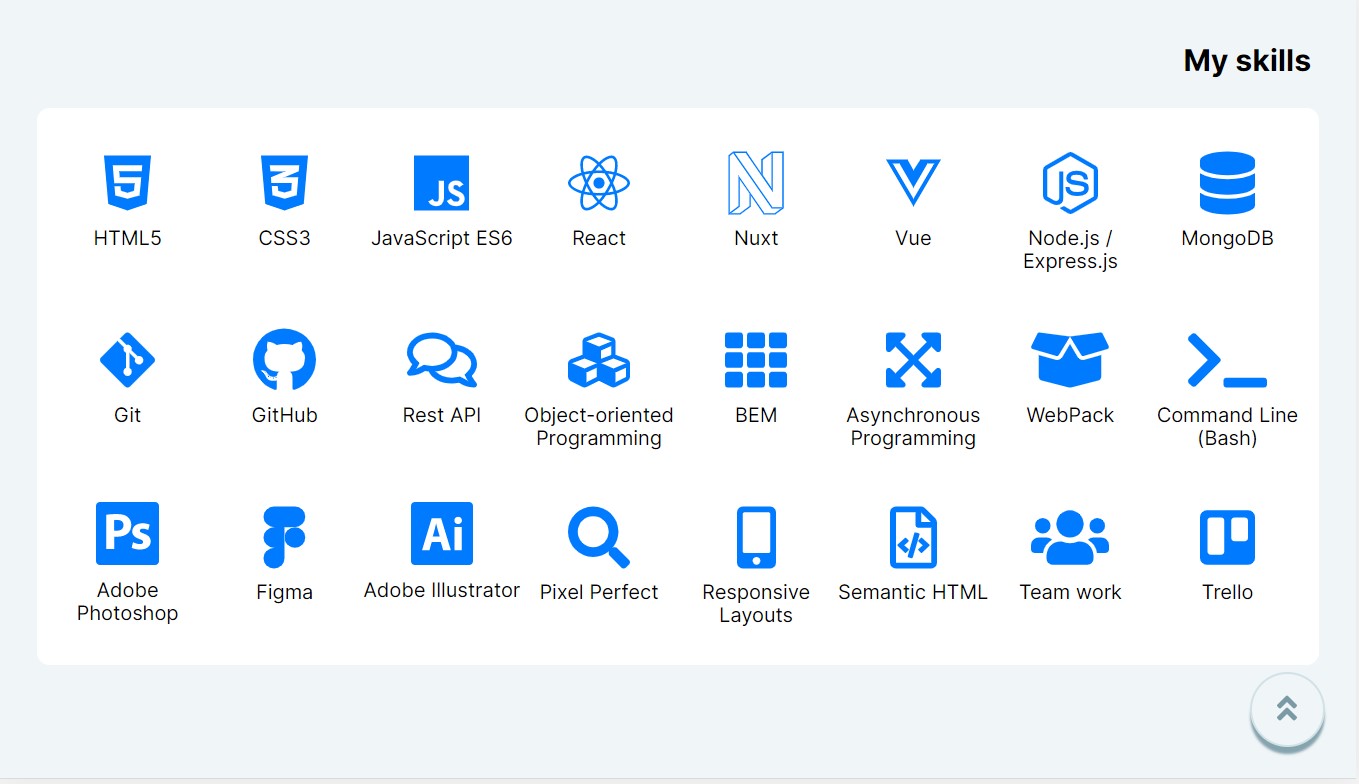 My skills
HTML5
CSS3
JS
JavaScript ES6
React
Nuxt
Vue
JS
Node.js /
Express.js
MongoDB
Git
GitHub
Rest API
Object-oriented
Programming
BEM
Asynchronous
Programming
WebPack
Command Line
(Bash)
Ps
Adobe
Photoshop
Figma
Ai
Adobe Illustrator
Pixel Perfect
Responsive
Layouts
Semantic HTML
Team work
Trello